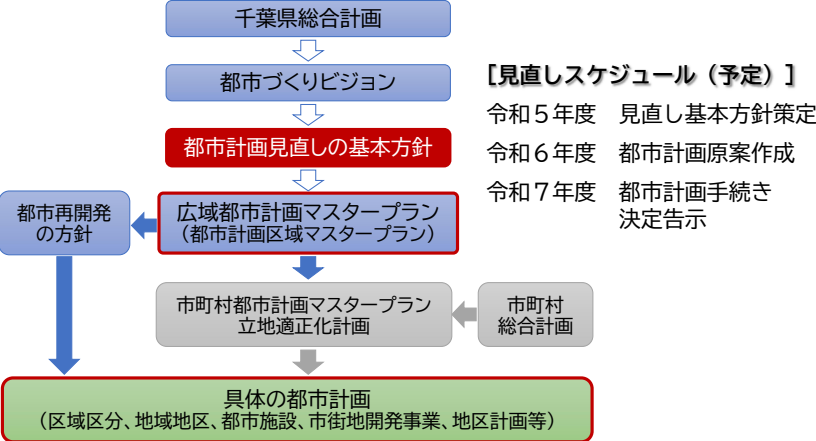 千葉県総合計画
都市づくりビジョン
都市計画見直しの基本方針
広域都市計画マスタープラン
（都市計画区域マスタープラン）
都市再開発
の方針
市町村都市計画マスタープラン
立地適正化計画
市町村
総合計画
具体の都市計画
（区域区分、地域地区、都市施設、市街地開発事業、地区計画等）
［見直しスケジュール（予定）］
令和５年度　見直し基本方針策定
令和６年度　都市計画原案作成
令和７年度　都市計画手続き
決定告示